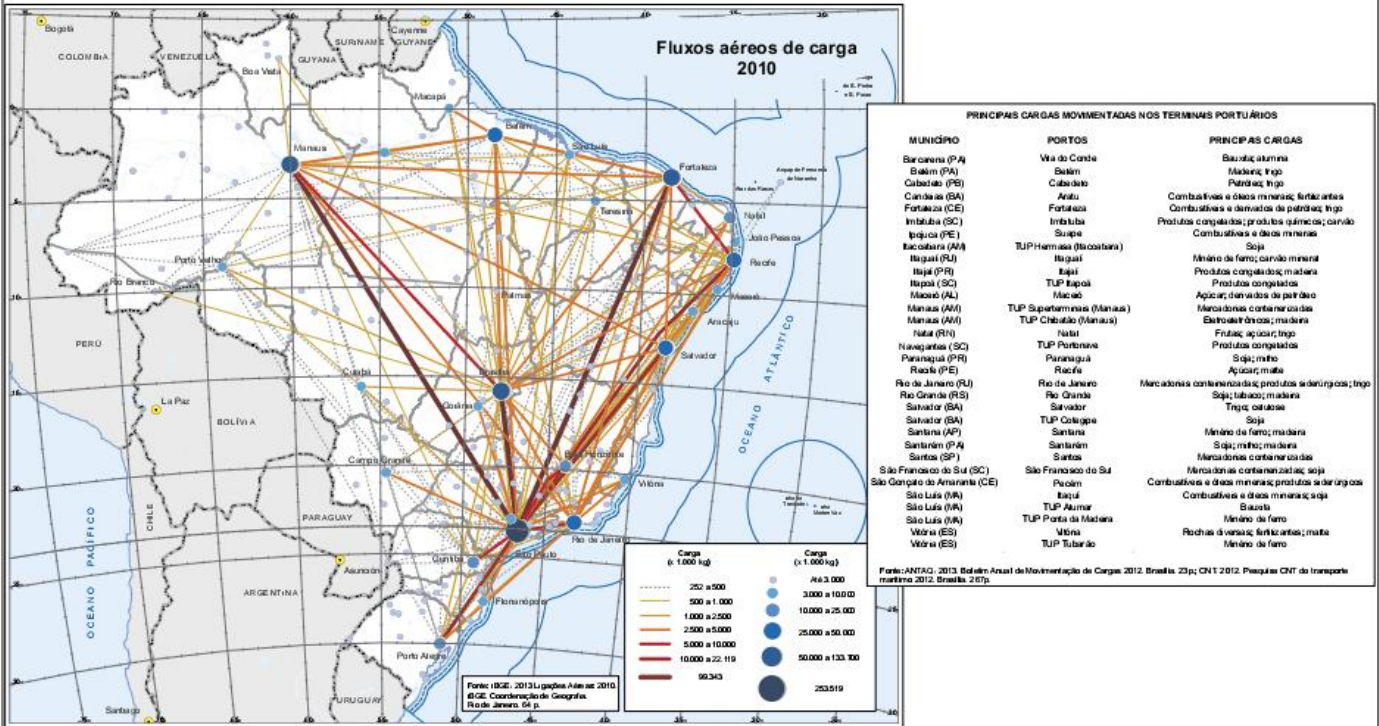 Fluxos aéreos de carga
2010
Bogotá
COLOMBIA
VENEZUELA
GUYANA
SURINAME
Cayenne
GUYANE
Boa Vista
Macapá
Belém
São Luís
Manaus
Fortaleza
Teresina
Natal
João Pessoa
Recife
Porto Velho
Rio Branco
Palmas
Maceió
Aracaju
Salvador
PERÚ
Cuiabá
Brasília
Goiânia
La Paz
BOLÍVIA
Campo Grande
Belo Horizonte
Vitória
OCEANO ATLÂNTICO
OCEANO PACÍFICO
CHILE
PARAGUAY
Asunción
São Paulo
Rio de Janeiro
Curitiba
Florianópolis
ARGENTINA
Porto Alegre
URUGUAY
Santiago
Carga
(x 1.000 kg)
252 a 500
500 a 1.000
1.000 a 2.500
2.500 a 5.000
5.000 a 10.000
10.000 a 22.119
99.343
Carga
(x 1.000 kg)
Até 3.000
3.000 a 10.000
10.000 a 25.000
25.000 a 50.000
50.000 a 133.700
253.519
Fonte: IBGE. 2013 Ligações Aéreas 2010.
IBGE. Coordenação de Geografia.
Rio de Janeiro. 64 p.
PRINCIPAIS CARGAS MOVIMENTADAS NOS TERMINAIS PORTUÁRIOS
MUNICÍPIO PORTOS PRINCIPAIS CARGAS
Barcarena (PA) Vila do Conde Bauxita; alumina
Belém (PA) Belém Madeira; trigo
Cabedelo (PB) Cabedelo Petróleo; trigo
Candeias (BA) Aratu Combustíveis e óleos minerais; fertilizantes
Fortaleza (CE) Fortaleza Combustíveis e derivados de petróleo; trigo
Imbituba (SC) Imbituba Produtos congelados; produtos químicos; carvão
Ipojuca (PE) Suape Combustíveis e óleos minerais
Itacoatiara (AM) TUP Hermasa (Itacoatiara) Soja
Itaguaí (RJ) Itaguaí Minério de ferro; carvão mineral
Itajaí (PR) Itajaí Produtos congelados; madeira
Itapoá (SC) TUP Itapoá Produtos congelados
Maceió (AL) Maceió Açúcar; derivados de petróleo
Manaus (AM) TUP Superterminais (Manaus) Mercadorias conteinerizadas
Manaus (AM) TUP Chibatão (Manaus) Eletroeletrônicos; madeira
Natal (RN) Natal Frutas; açúcar; trigo
Navegantes (SC) TUP Portonave Produtos congelados
Paranaguá (PR) Paranaguá Soja; milho
Recife (PE) Recife Açúcar; malte
Rio de Janeiro (RJ) Rio de Janeiro Mercadorias conteinerizadas; produtos siderúrgicos; trigo
Rio Grande (RS) Rio Grande Soja; tabaco; madeira
Salvador (BA) Salvador Trigo; celulose
Salvador (BA) TUP Cotegipe Soja
Santana (AP) Santana Minério de ferro; madeira
Santarém (PA) Santarém Soja; milho; madeira
Santos (SP) Santos Mercadorias conteinerizadas
São Francisco do Sul (SC) São Francisco do Sul Mercadorias conteinerizadas; soja
São Gonçalo do Amarante (CE) Pecém Combustíveis e óleos minerais; produtos siderúrgicos
São Luís (MA) Itaqui Combustíveis e óleos minerais; soja
São Luís (MA) TUP Alumar Bauxita
São Luís (MA) TUP Ponta da Madeira Minério de ferro
Vitória (ES) Vitória Rochas diversas; fertilizantes; malte
Vitória (ES) TUP Tubarão Minério de ferro
Fonte: ANTAQ. 2013. Boletim Anual de Movimentação de Cargas 2012. Brasília. 23p.; CNT. 2012. Pesquisa CNT do transporte
marítimo 2012. Brasília. 267p.